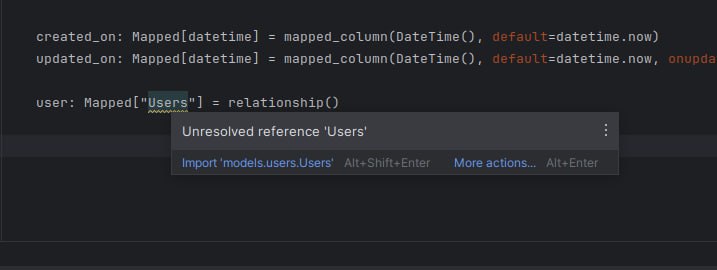 created_on: Mapped[datetime] = mapped_column(DateTime(), default=datetime.now)
updated_on: Mapped[datetime] = mapped_column(DateTime(), default=datetime.now, onupda
user: Mapped["Users"] = relationship()
Unresolved reference 'Users'
Import 'models.users.Users' Alt+Shift+Enter More actions... Alt+Enter